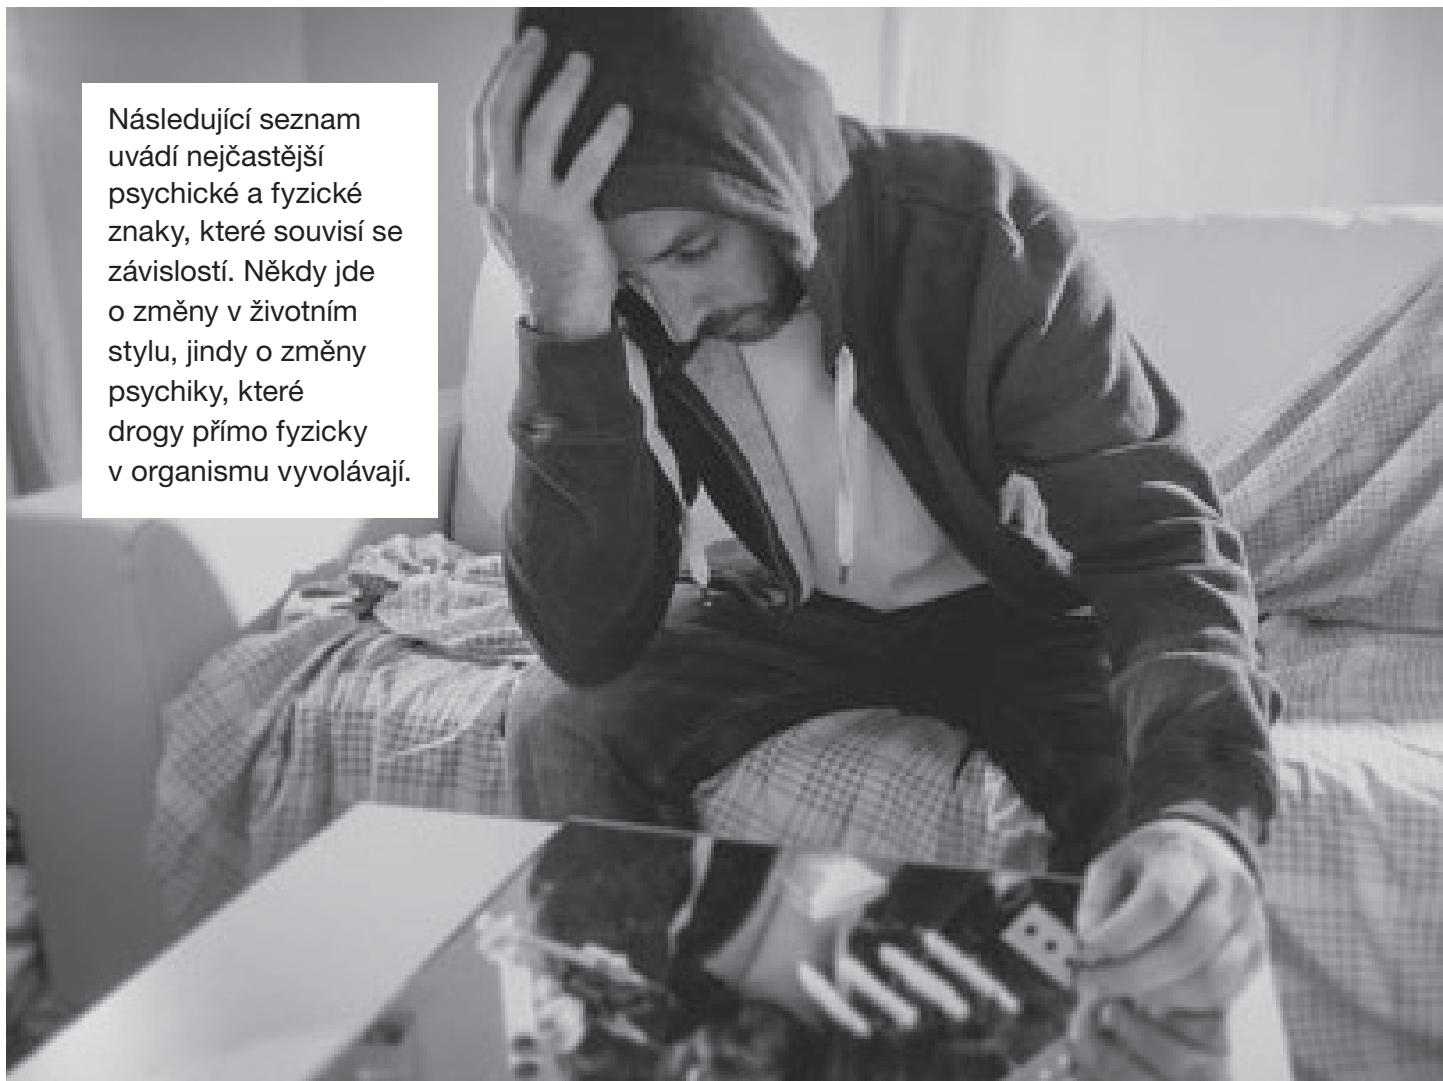 Následující seznam
uvádí nejčastější
psychické a fyzické
znaky, které souvisí se
závislostí. Někdy jde
o změny v životním
stylu, jindy o změny
psychiky, které
drogy přímo fyzicky
v organismu vyvolávají.